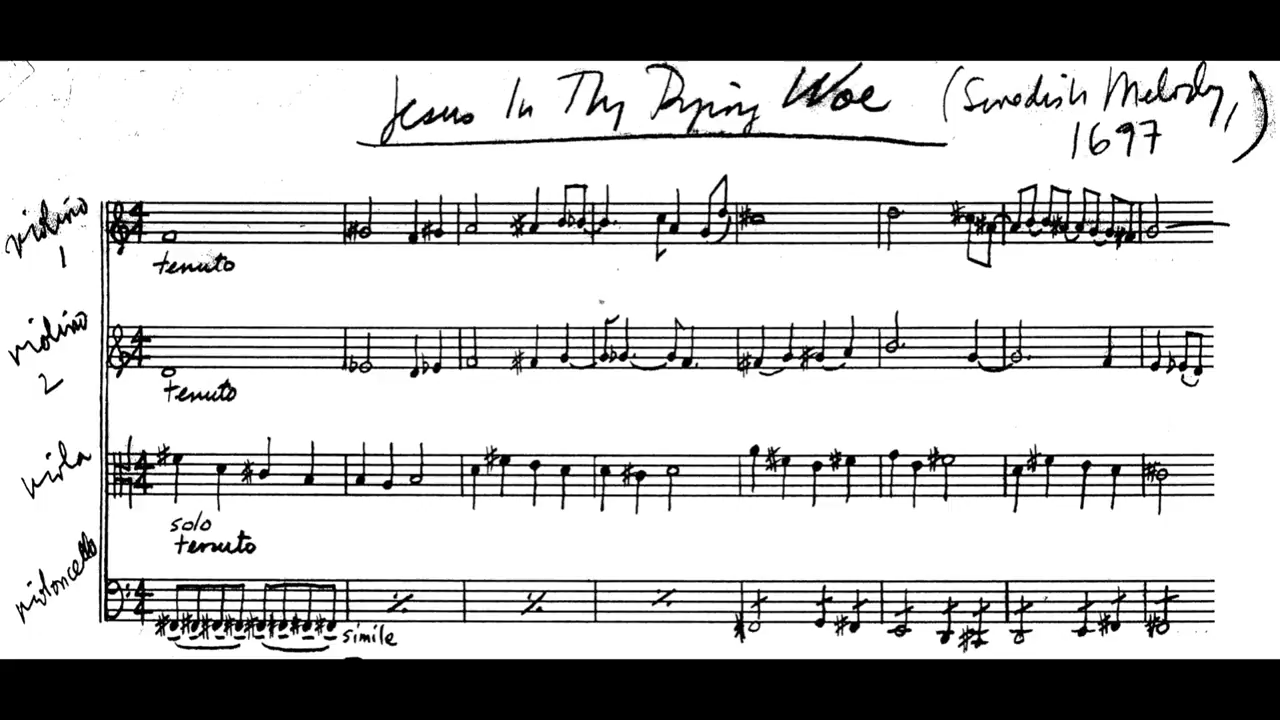 Jesus In Thy Dying Woe (Swedish Melody,
1697)
violino
1
tenuto
violino
2
tenuto
viola
solo
tenuto
violoncello
simile